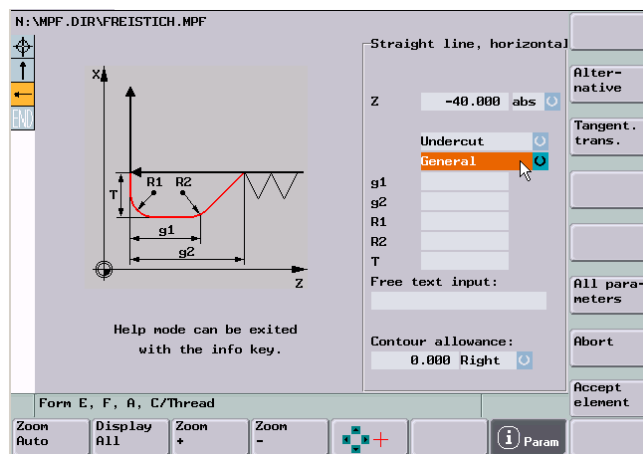 N:\MPF.DIR\FREISTICH.MPF
Straight line, horizontal
END
X
T
R1
R2
g1
g2
Z
Help mode can be exited
with the info key.
Z
-40.000
abs
Undercut
General
g1
g2
R1
R2
T
Free text input:
Contour allowance:
0.000 Right
Alter-
native
Tangent.
trans.
All para-
meters
Abort
Accept
element
Form E, F, A, C/Thread
Zoom
Auto
Display
All
Zoom
+
Zoom
-
i Param